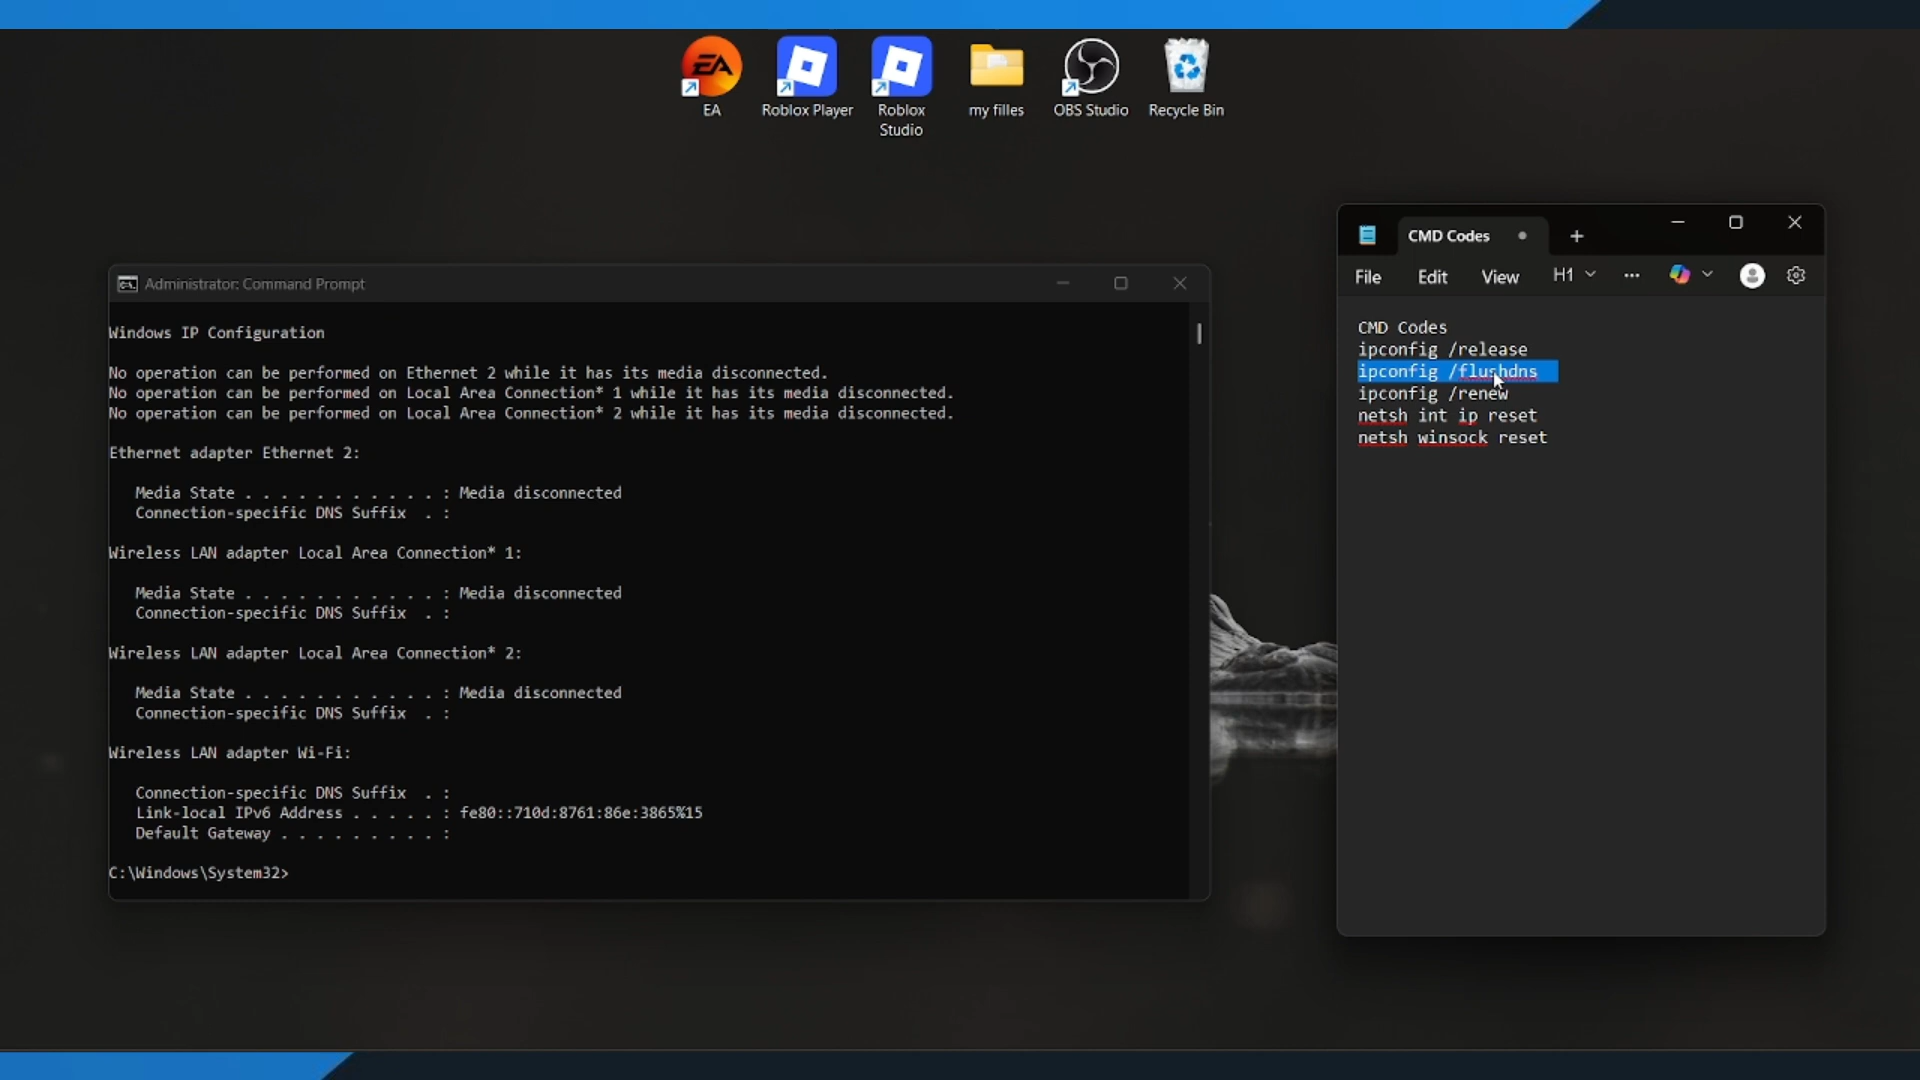 EA
Roblox Player
Roblox
Studio
my filles
OBS Studio
Recycle Bin
Administrator: Command Prompt
Windows IP Configuration
No operation can be performed on Ethernet 2 while it has its media disconnected.
No operation can be performed on Local Area Connection* 1 while it has its media disconnected.
No operation can be performed on Local Area Connection* 2 while it has its media disconnected.
Ethernet adapter Ethernet 2:
Media State . . . . . . . . . . . : Media disconnected
Connection-specific DNS Suffix  . :
Wireless LAN adapter Local Area Connection* 1:
Media State . . . . . . . . . . . : Media disconnected
Connection-specific DNS Suffix  . :
Wireless LAN adapter Local Area Connection* 2:
Media State . . . . . . . . . . . : Media disconnected
Connection-specific DNS Suffix  . :
Wireless LAN adapter Wi-Fi:
Connection-specific DNS Suffix  . :
Link-local IPv6 Address . . . . . : fe80::710d:8761:86e:3865%15
Default Gateway . . . . . . . . . :
C:\Windows\System32>
CMD Codes
File Edit View H1 ...
CMD Codes
ipconfig /release
ipconfig /flushdns
ipconfig /renew
netsh int ip reset
netsh winsock reset